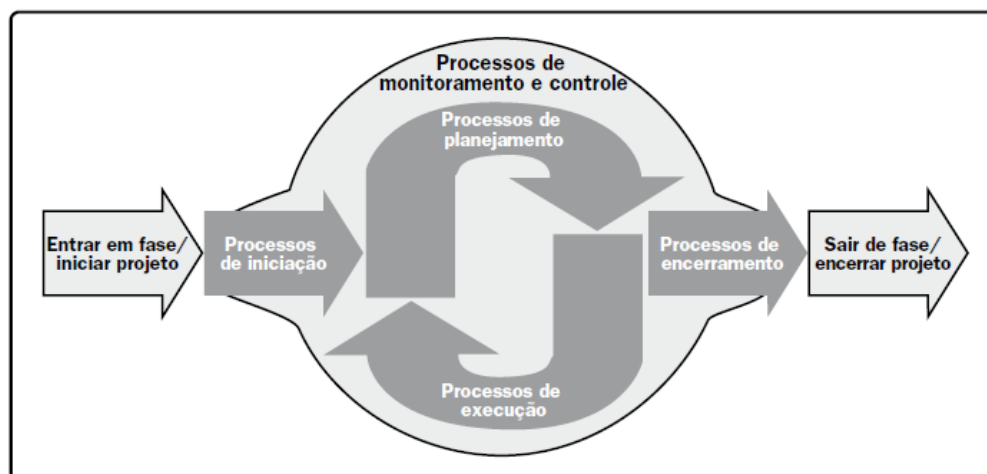 Processos de
monitoramento e controle
Processos de
planejamento
Entrar em fase/
iniciar projeto
Processos
de iniciação
Processos de
encerramento
Sair de fase/
encerrar projeto
Processos de
execução